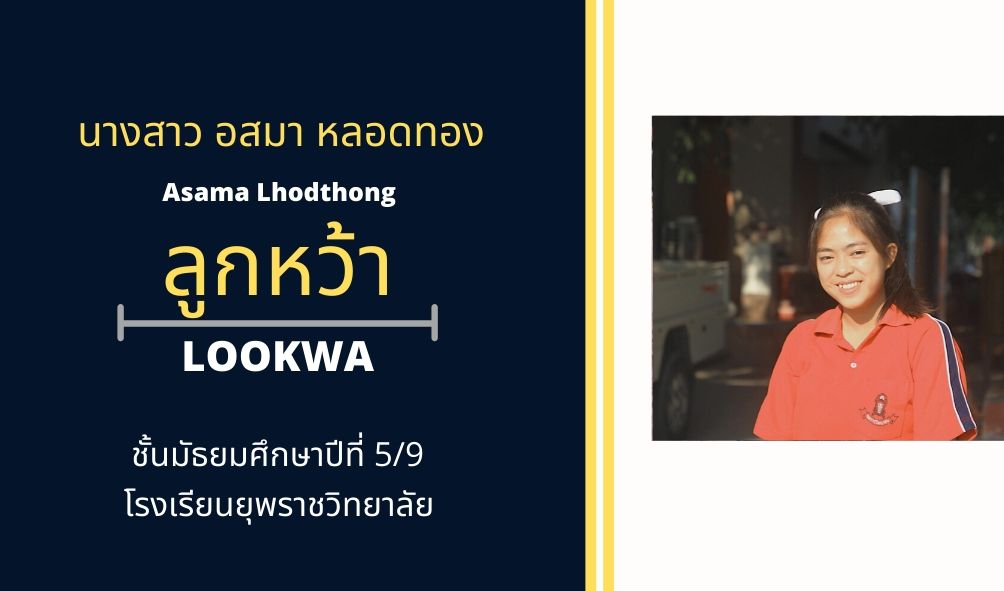 นางสาว อสมา หลอดทอง
Asama Lhodthong
ลูกหว้า
LOOKWA
ชั้นมัธยมศึกษาปีที่ 5/9
โรงเรียนยุพราชวิทยาลัย